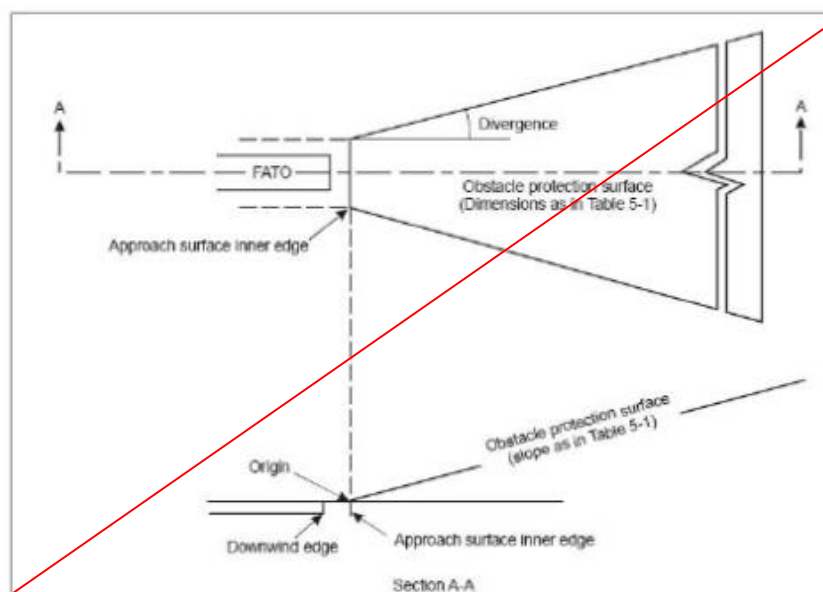 A
A
Divergence
FATO
Obstacle protection surface
(Dimensions as in Table 5-1)
Approach surface inner edge
Obstacle protection surface
(slope as in Table 5-1)
Origin
Downwind edge
Approach surface inner edge
Section A-A